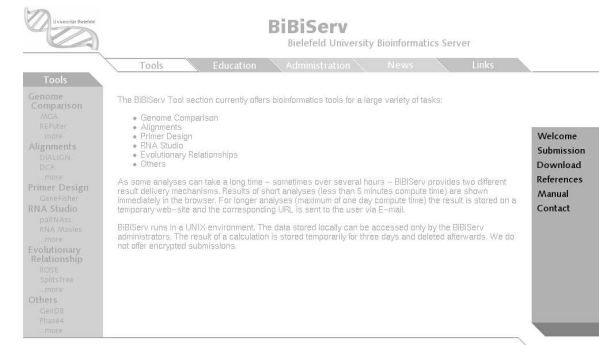 Universität Bielefeld
BiBiServ
Bielefeld University Bioinformatics Server
Tools Education Administration News Links
Tools
Genome
Comparison
MGA
REPuter
...more
Alignments
DIALIGN
DCA
...more
Primer Design
GeneFisher
RNA Studio
paRNAss
RNA Movies
...more
Evolutionary
Relationship
ROSE
SplitsTree
...more
Others
GenDB
Phase4
...more
The BiBiServ Tool section currently offers bioinformatics tools for a large variety of tasks:
Genome Comparison
Alignments
Primer Design
RNA Studio
Evolutionary Relationships
Others
As some analyses can take a long time – sometimes over several hours – BiBiServ provides two different
result delivery mechanisms. Results of short analyses (less than 5 minutes compute time) are shown
immediately in the browser. For longer analyses (maximum of one day compute time) the result is stored on a
temporary web-site and the corresponding URL is sent to the user via E-mail.
BiBiServ runs in a UNIX environment. The data stored locally can be accessed only by the BiBiServ
administrators. The result of a calculation is stored temporarily for three days and deleted afterwards. We do
not offer encrypted submissions.
Welcome
Submission
Download
References
Manual
Contact